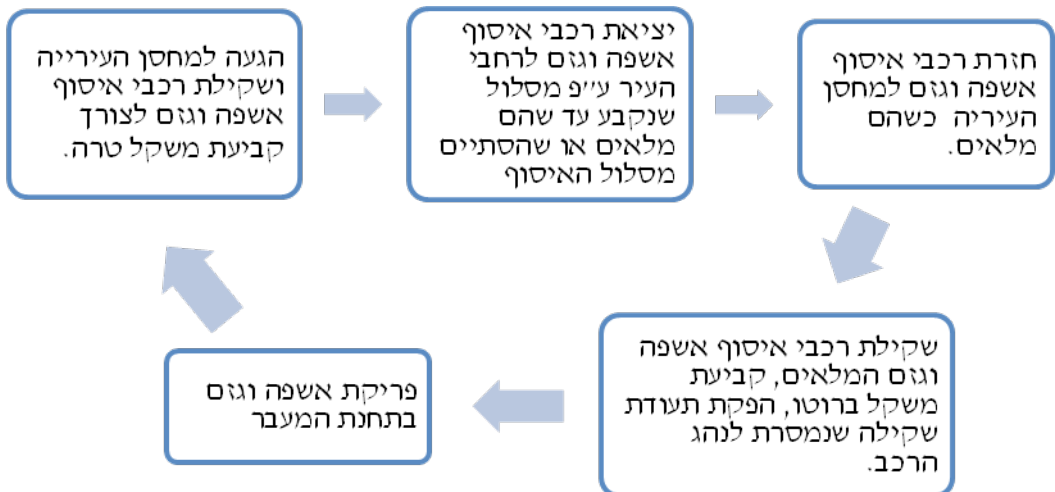 הגעה למחסן העירייה
ושקילת רכבי איסוף
אשפה וגזם לצורך
קביעת משקל טרה.
יציאת רכבי איסוף
אשפה וגזם לרחבי
העיר ע״פ מסלול
שנקבע עד שהם
מלאים או שהסתיים
מסלול האיסוף
חזרת רכבי איסוף
אשפה וגזם למחסן
העיריה כשהם
מלאים.
שקילת רכבי איסוף אשפה
וגזם המלאים, קביעת
משקל ברוטו, הפקת תעודת
שקילה שנמסרת לנהג
הרכב.
פריקת אשפה וגזם
בתחנת המעבר